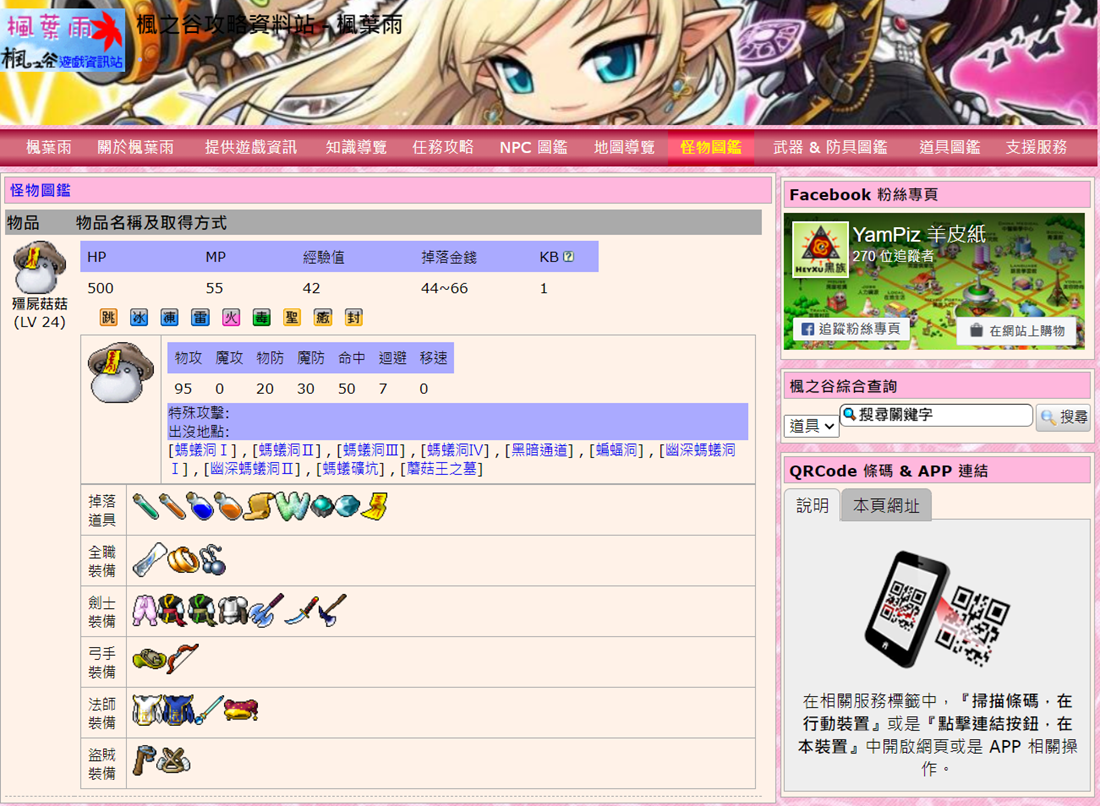 楓葉雨
楓之谷遊戲資訊站
楓之谷攻略資料站 - 楓葉雨
楓葉雨 關於楓葉雨 提供遊戲資訊 知識導覽 任務攻略 NPC 圖鑑 地圖導覽 怪物圖鑑 武器 & 防具圖鑑 道具圖鑑 支援服務
怪物圖鑑
物品 物品名稱及取得方式
殭屍菇菇
(LV 24)
HP MP 經驗值 掉落金錢 KB
500 55 42 44~66 1
跳 冰 凍 雷 火 毒 聖 癒 封
物攻 魔攻 物防 魔防 命中 迴避 移速
95 0 20 30 50 7 0
特殊攻擊:
出沒地點:
[螞蟻洞Ⅰ] , [螞蟻洞Ⅱ] , [螞蟻洞Ⅲ] , [螞蟻洞Ⅳ] , [黑暗通道] , [蝙蝠洞] , [幽深螞蟻洞
Ⅰ] , [幽深螞蟻洞Ⅱ] , [螞蟻礦坑] , [蘑菇王之墓]
掉落
道具
全職
裝備
劍士
裝備
弓手
裝備
法師
裝備
盜賊
裝備
Facebook 粉絲專頁
HEYXU黑族
YamPiz 羊皮紙
270 位追蹤者
追蹤粉絲專頁
在網站上購物
楓之谷綜合查詢
道具 搜尋關鍵字 搜尋
QRCode 條碼 & APP 連結
說明 本頁網址
在相關服務標籤中，『掃描條碼，在
行動裝置』或是『點擊連結按鈕，在
本裝置』中開啟網頁或是 APP 相關操
作。